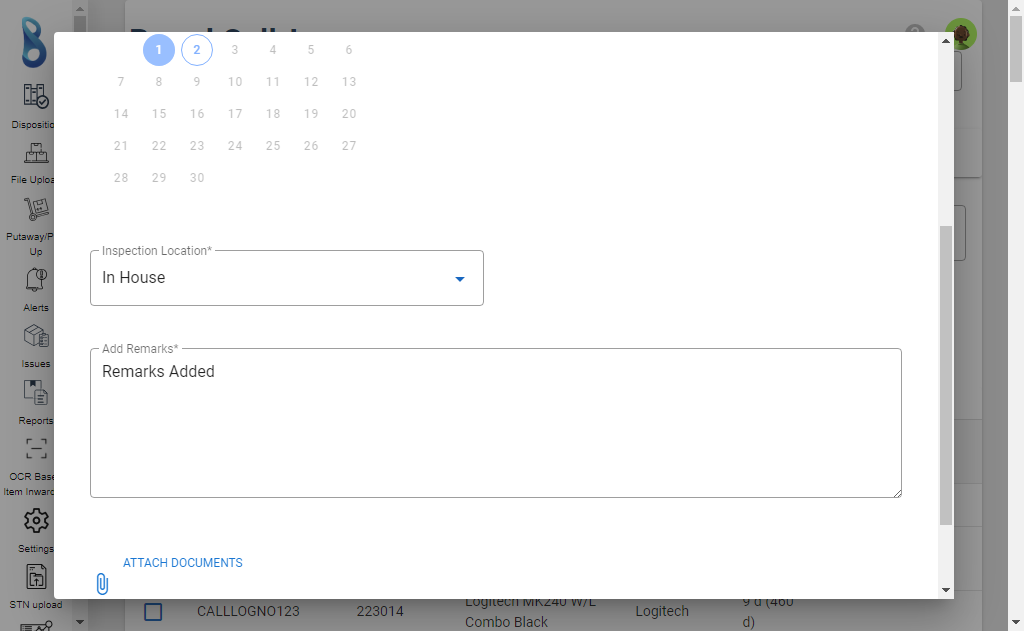 1 2 3 4 5 6
7 8 9 10 11 12 13
14 15 16 17 18 19 20
21 22 23 24 25 26 27
28 29 30
Inspection Location*
In House
Add Remarks*
Remarks Added
ATTACH DOCUMENTS
Dispositio
File Uploa
Putaway/P
Up
Alerts
Issues
Reports
OCR Base
Item Inward
Settings
STN upload
CALLLOGNO123 223014 Logitech MK240 W/L Logitech 9 d (460
Combo Black d)